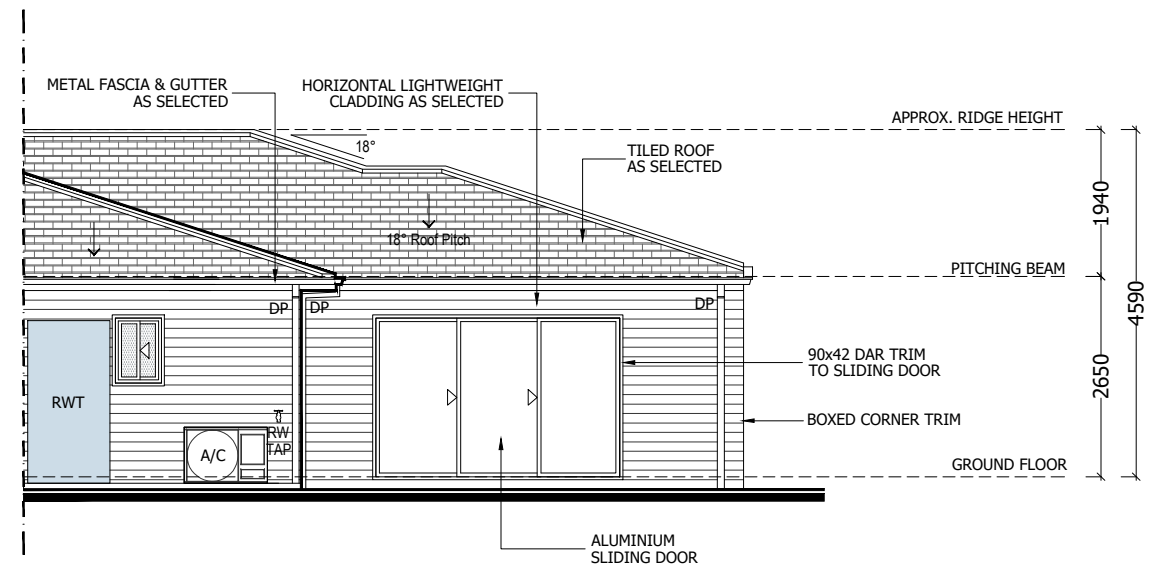 METAL FASCIA & GUTTER
AS SELECTED
HORIZONTAL LIGHTWEIGHT
CLADDING AS SELECTED
APPROX. RIDGE HEIGHT
18°
TILED ROOF
AS SELECTED
1940
18° Roof Pitch
PITCHING BEAM
4590
DP
DP
DP
90x42 DAR TRIM
TO SLIDING DOOR
2650
RWT
BOXED CORNER TRIM
RW
TAP
A/C
GROUND FLOOR
ALUMINIUM
SLIDING DOOR